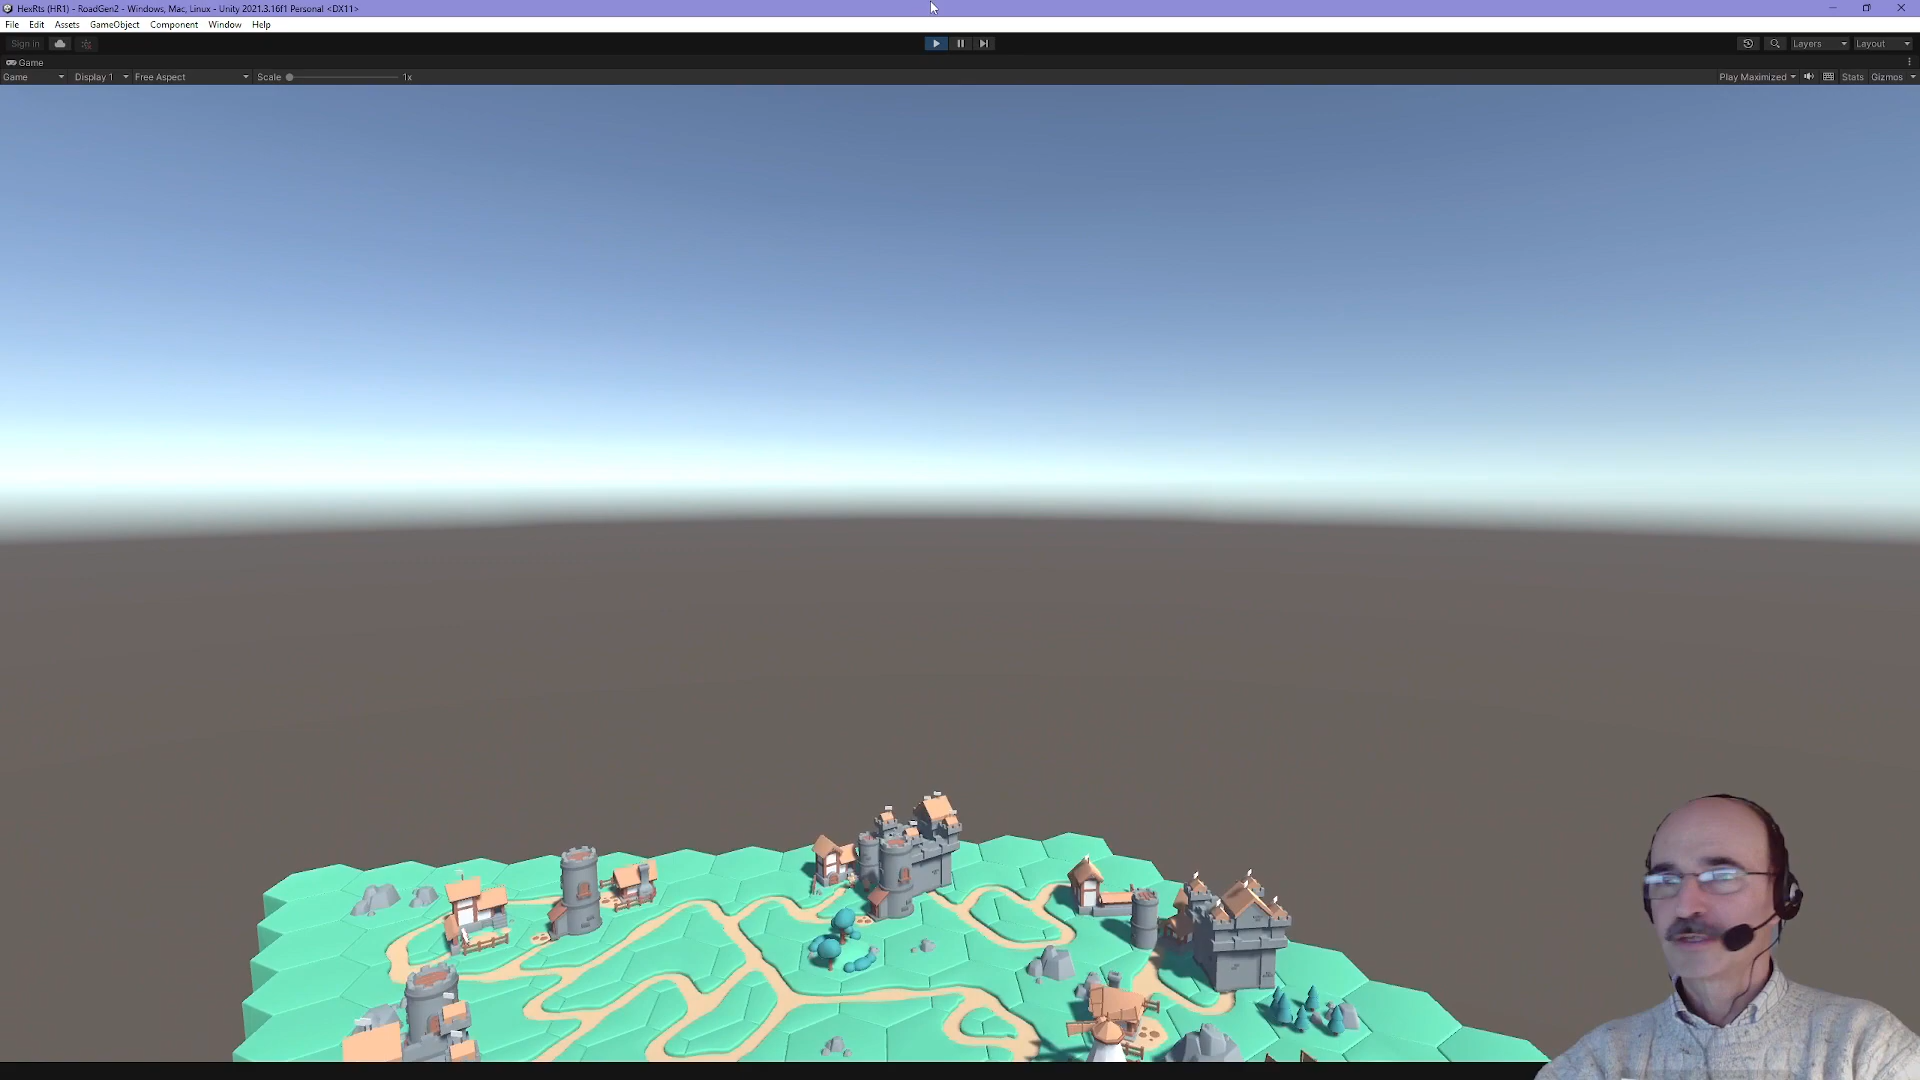 HexRts (HR1) - RoadGen2 - Windows, Mac, Linux - Unity 2021.3.16f1 Personal <DX11>
File Edit Assets GameObject Component Window Help
Sign in Layers Layout
Game
Game Display 1 Free Aspect Scale 1x Play Maximized Stats Gizmos